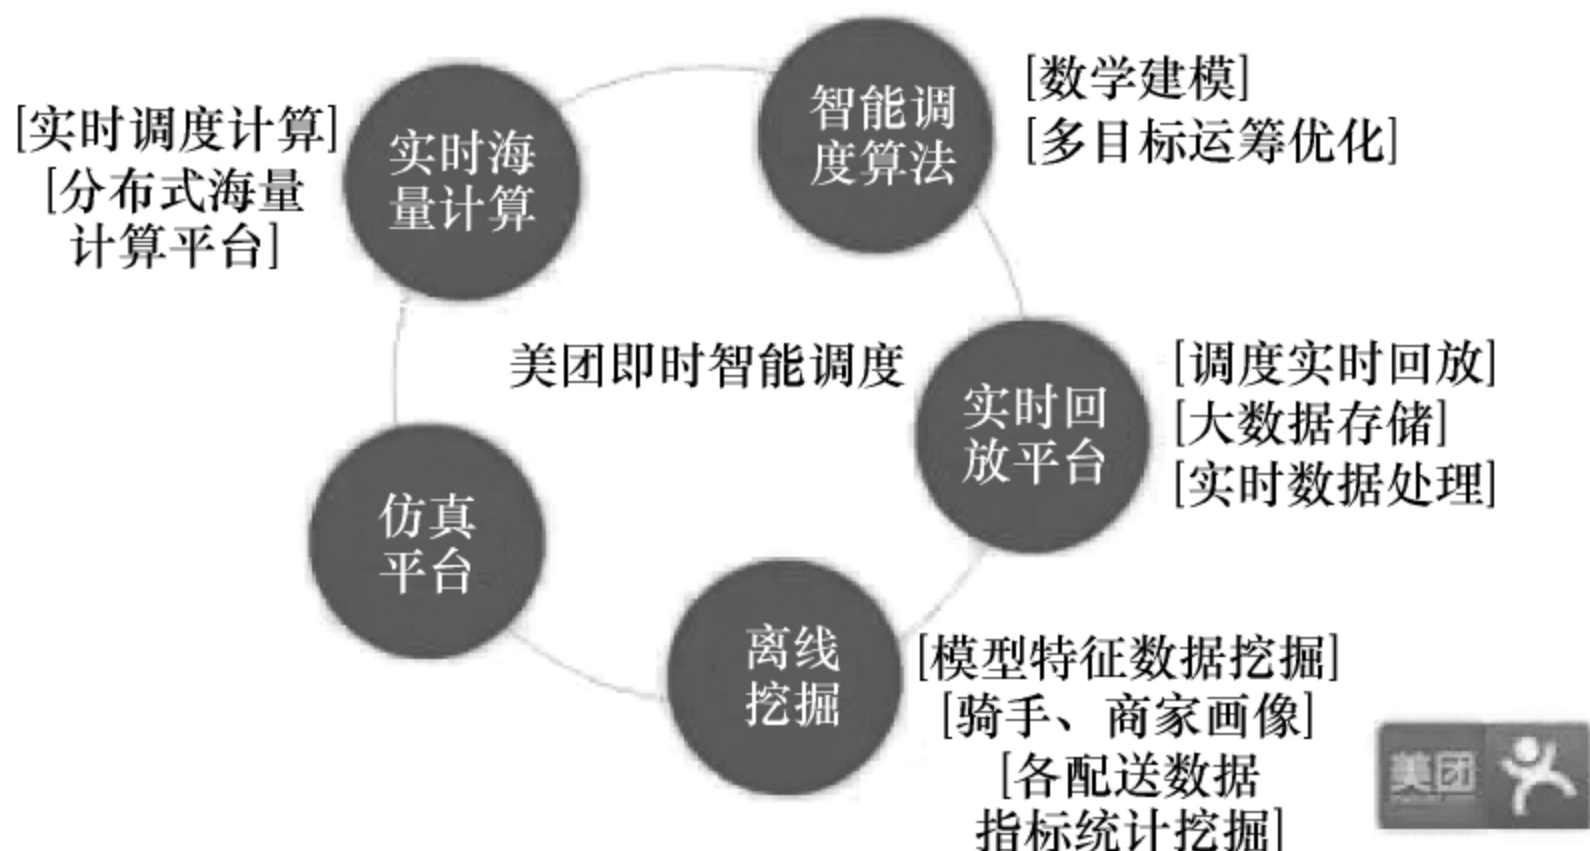 智能调
度算法
[数学建模]
[多目标运筹优化]
[实时调度计算]
[分布式海量
计算平台]
实时海
量计算
美团即时智能调度
实时回
放平台
[调度实时回放]
[大数据存储]
[实时数据处理]
仿真
平台
离线
挖掘
[模型特征数据挖掘]
[骑手、商家画像]
[各配送数据
指标统计挖掘]
美团